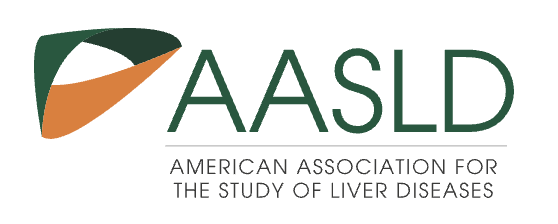 AASLD
AMERICAN ASSOCIATION FOR
THE STUDY OF LIVER DISEASES